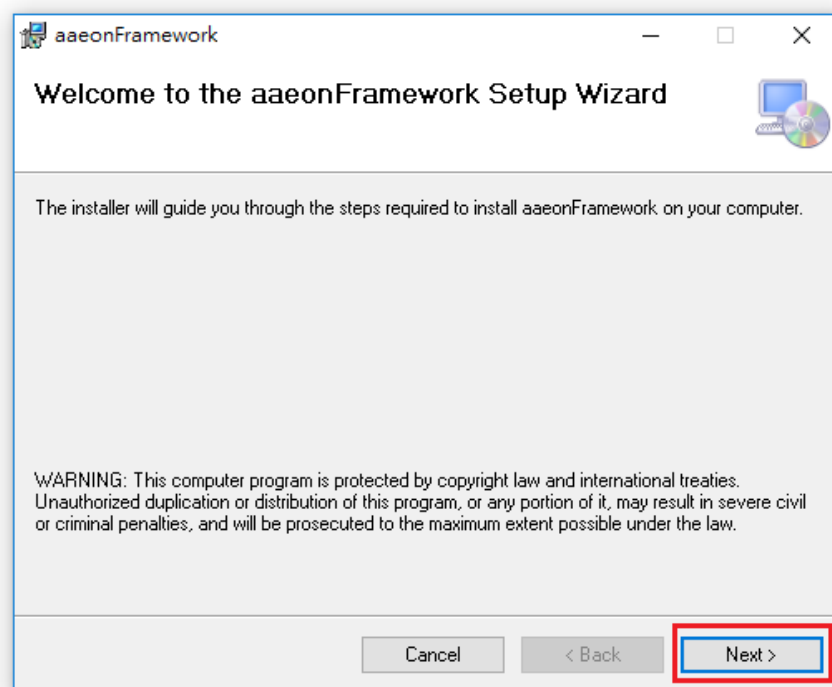 aaeonFramework
Welcome to the aaeonFramework Setup Wizard
The installer will guide you through the steps required to install aaeonFramework on your computer.
WARNING: This computer program is protected by copyright law and international treaties.
Unauthorized duplication or distribution of this program, or any portion of it, may result in severe civil
or criminal penalties, and will be prosecuted to the maximum extent possible under the law.
Cancel
< Back
Next >